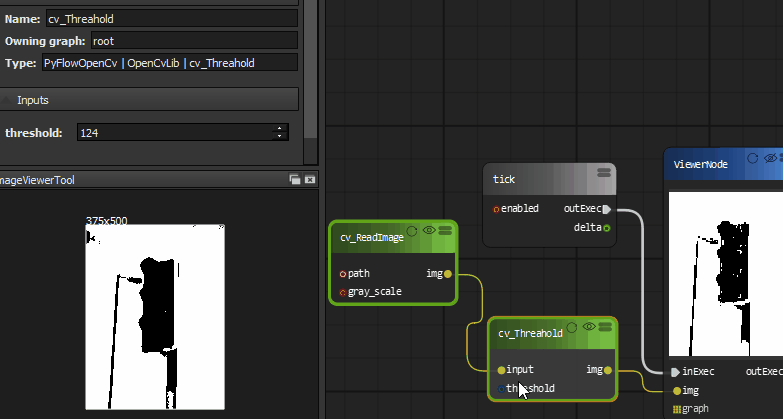 Name: cv_Threahold
Owning graph: root
Type: PyFlowOpenCv | OpenCvLib | cv_Threahold
Inputs
threshold: 124
mageViewerTool
375x500
tick
enabled outExec
delta
cv_ReadImage
path img
gray_scale
cv_Threahold
input img
threshold
ViewerNode
inExec outExec
img
graph